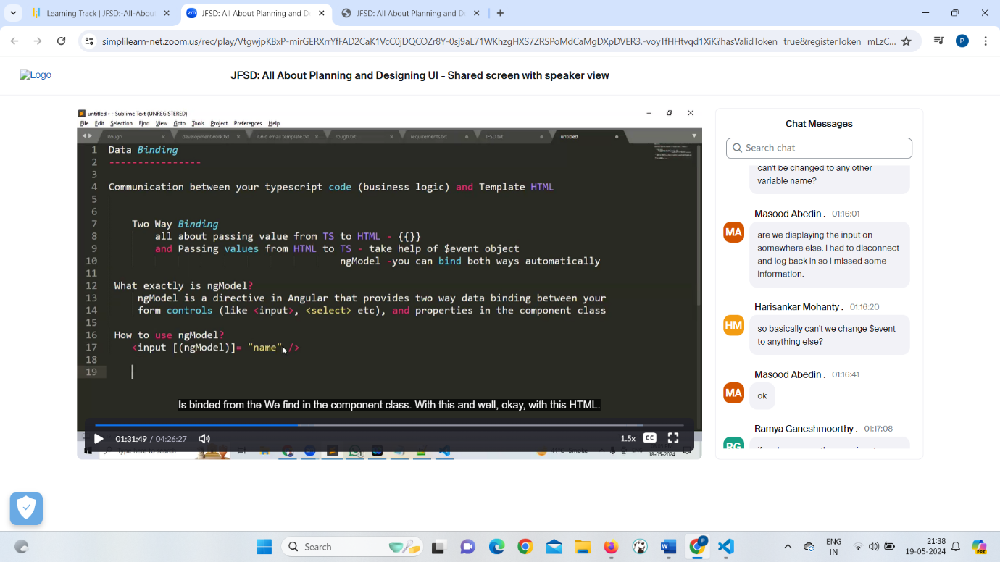 Learning Track | JFSD:-All-Abou
JFSD: All About Planning and D
JFSD: All About Planning and D
simplilearn-net.zoom.us/rec/play/VtgwjpKBxP-mirGERXrrYfFAD2CaK1VcC0jDQCOZr8Y-0sj9aL71WKhzgHXS7ZRSPoMdCaMgDXpDVER3.-voyTfHHtvqd1XiK?hasValidToken=true&registerToken=mLzC...
P
Logo
JFSD: All About Planning and Designing UI - Shared screen with speaker view
untitled • - Sublime Text (UNREGISTERED)
File Edit Selection Find View Goto Tools Project Preferences Help
Rough developmentwork.txt Cord email template.txt rough.txt requirements.txt JFSD.txt untitled
1 Data Binding
2 ----------------
3
4 Communication between your typescript code (business logic) and Template HTML
5
6
7 Two Way Binding
8 all about passing value from TS to HTML - {{}}
9 and Passing values from HTML to TS - take help of $event object
10 ngModel -you can bind both ways automatically
11
12 What exactly is ngModel?
13 ngModel is a directive in Angular that provides two way data binding between your
14 form controls (like <input>, <select> etc), and properties in the component class
15
16 How to use ngModel?
17 <input [(ngModel)]= "name" />
18
19
Is binded from the We find in the component class. With this and well, okay, with this HTML.
01:31:49 / 04:26:27
1.5x CC
Type here to search
18-05-2024
Chat Messages
Search chat
can't be changed to any other
variable name?
Masood Abedin . 01:16:01
MA
are we displaying the input on
somewhere else. i had to disconnect
and log back in so I missed some
information.
Harisankar Mohanty . 01:16:20
HM
so basically can't we change $event
to anything else?
Masood Abedin . 01:16:41
MA
ok
Ramya Ganeshmoorthy . 01:17:08
RG
Search
ENG
IN
21:38
19-05-2024
PRE